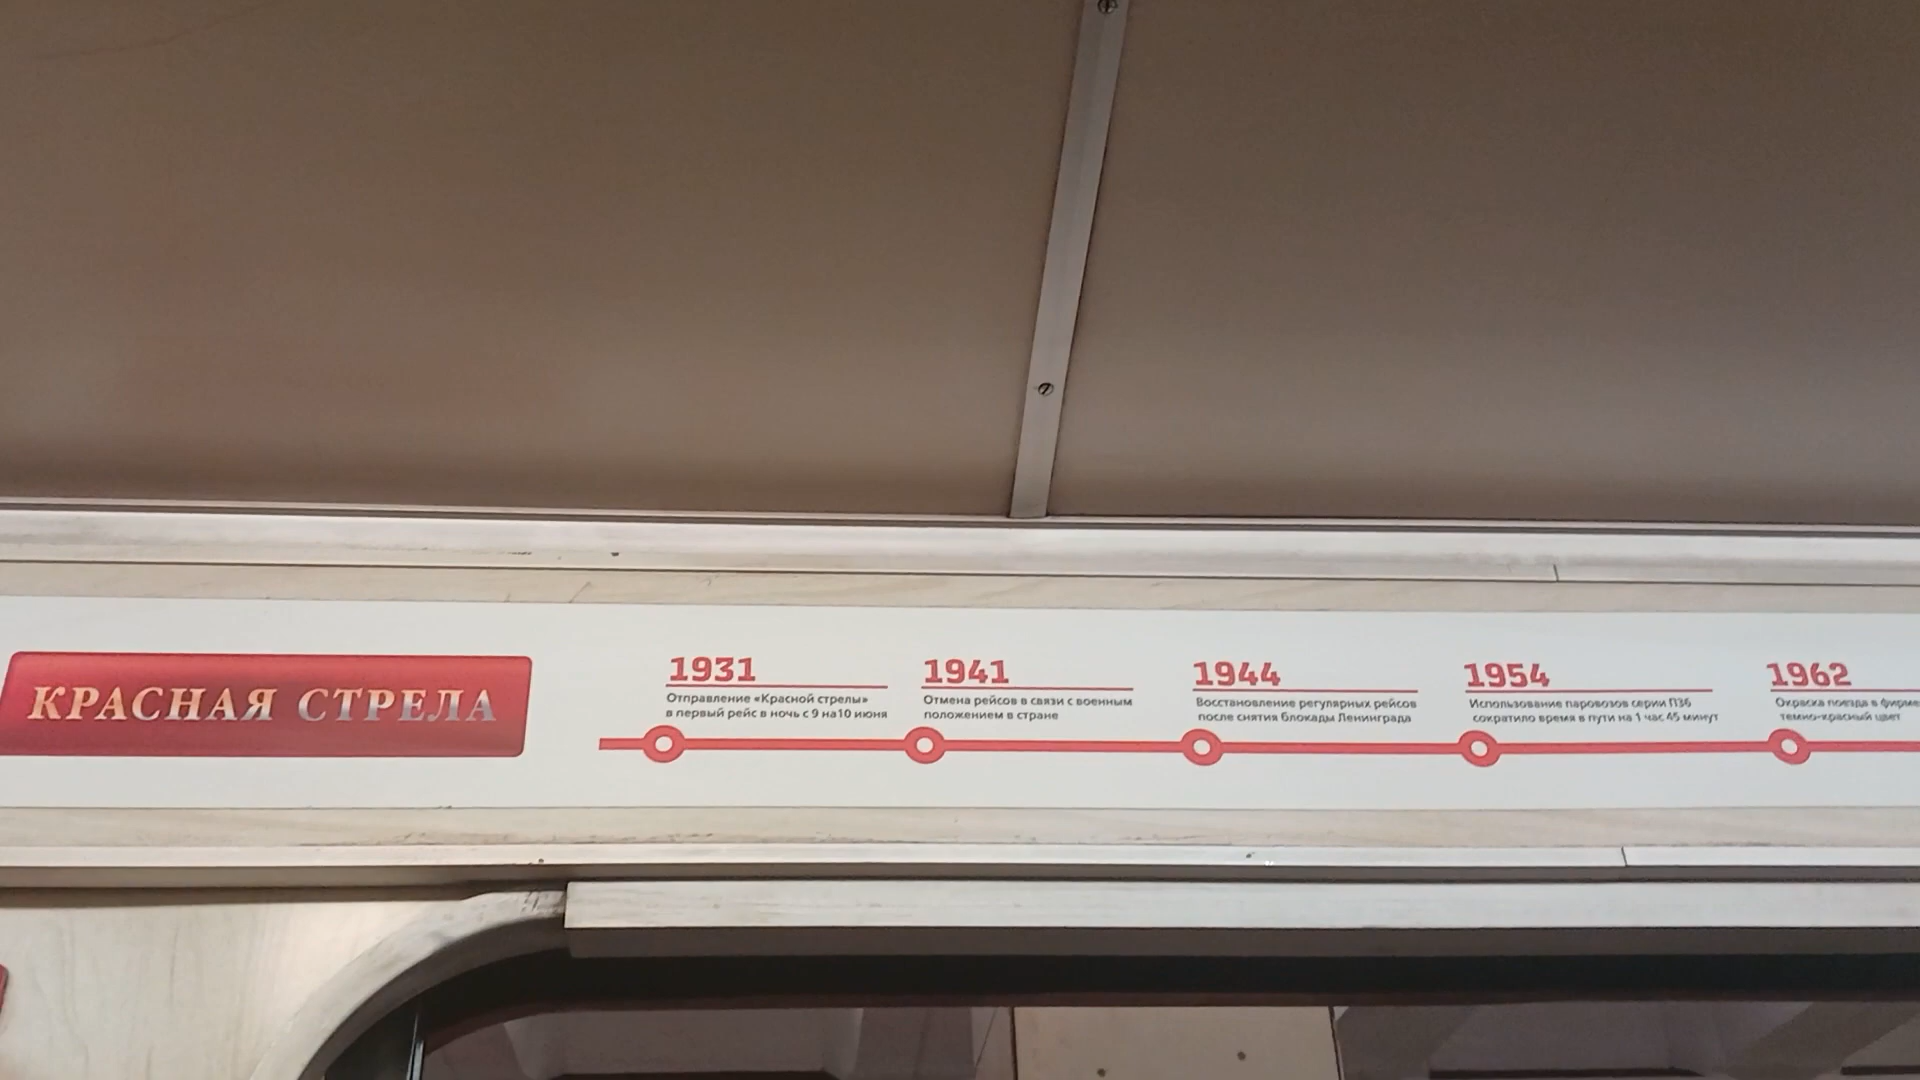 КРАСНАЯ СТРЕЛА
1931
Отправление «Красной стрелы»
в первый рейс в ночь с 9 на10 июня
1941
Отмена рейсов в связи с военным
положением в стране
1944
Восстановление регулярных рейсов
после снятия блокады Ленинграда
1954
Использование паровозов серии П36
сократило время в пути на 1 час 45 минут
1962
Окраска поезда в фирме
темно-красный цвет